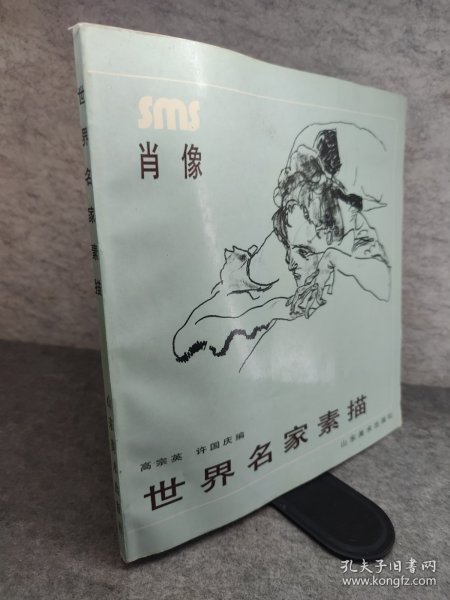 世界名家素描
sms
肖像
高宗英 许国庆编
山东美术出版社
世界名家素描
孔夫子旧书网
www.kongfz.com